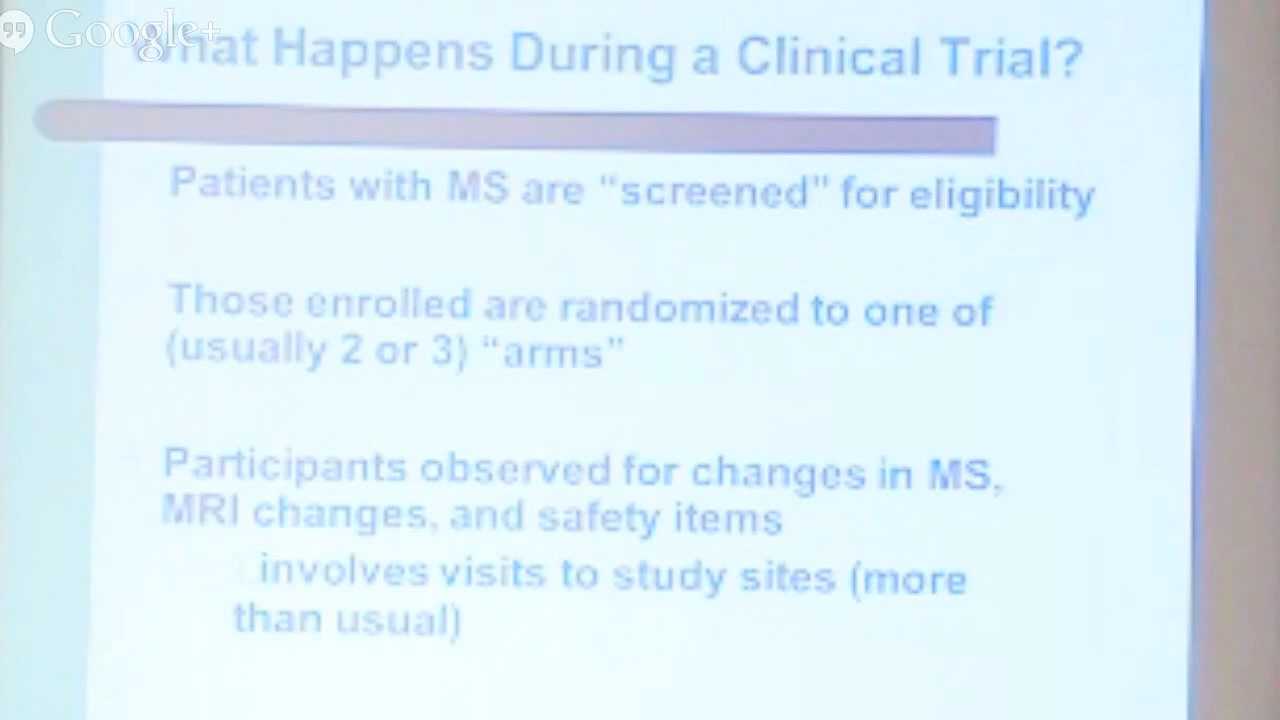 Google+
What Happens During a Clinical Trial?
Patients with MS are “screened” for eligibility
Those enrolled are randomized to one of
(usually 2 or 3) “arms”
Participants observed for changes in MS,
MRI changes, and safety items
involves visits to study sites (more
than usual)